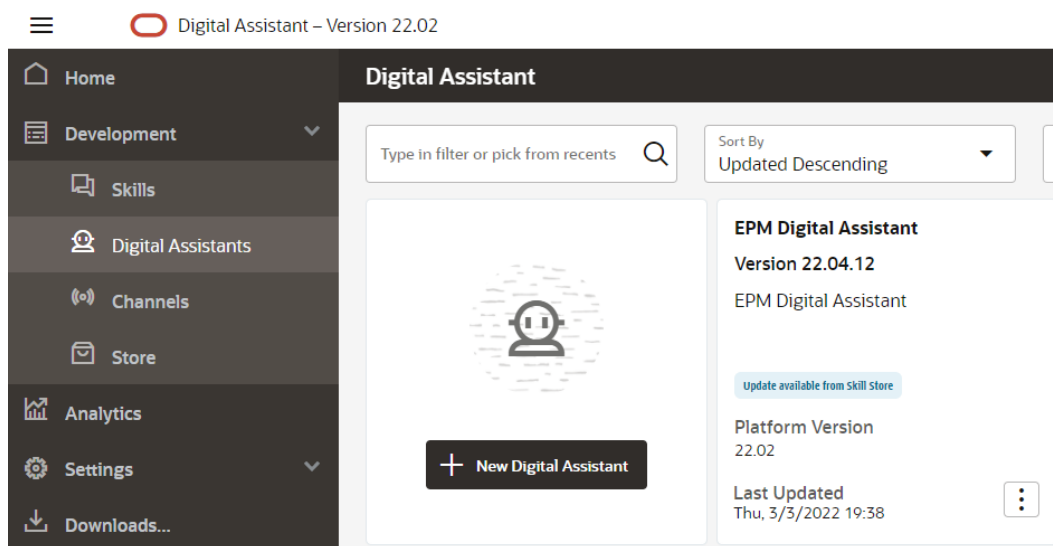 Digital Assistant – Version 22.02
Home
Development
Skills
Digital Assistants
Channels
Store
Analytics
Settings
Downloads...
Digital Assistant
Type in filter or pick from recents
Sort By
Updated Descending
New Digital Assistant
EPM Digital Assistant
Version 22.04.12
EPM Digital Assistant
Update available from Skill Store
Platform Version
22.02
Last Updated
Thu, 3/3/2022 19:38